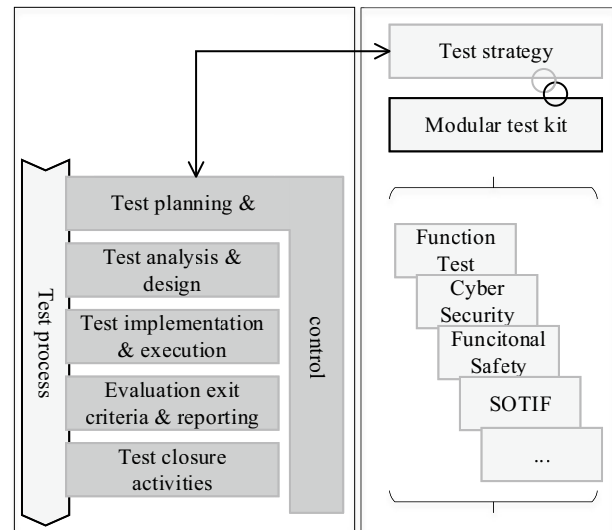 Test strategy
Modular test kit
Test process
Test planning &
control
Test analysis &
design
Test implementation
& execution
Evaluation exit
criteria & reporting
Test closure
activities
Function
Test
Cyber
Security
Funcitonal
Safety
SOTIF
...